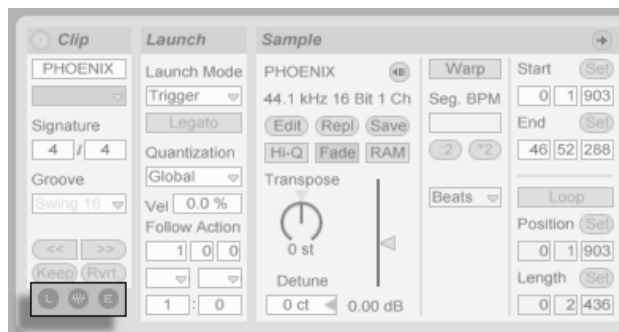 Clip
PHOENIX
Signature
4 / 4
Groove
Swing 16
<< >>
Keep Rvrt.
L E
Launch
Launch Mode
Trigger
Legato
Quantization
Global
Vel 0.0 %
Follow Action
1 0 0
1 : 0
Sample
PHOENIX
44.1 kHz 16 Bit 1 Ch
Edit Repl Save
Hi-Q Fade RAM
Transpose
0 st
Detune
0 ct 0.00 dB
Warp
Seg. BPM
:2 *2
Beats
Start Set
0 1 903
End Set
46 52 288
Loop
Position Set
0 1 903
Length Set
0 2 436